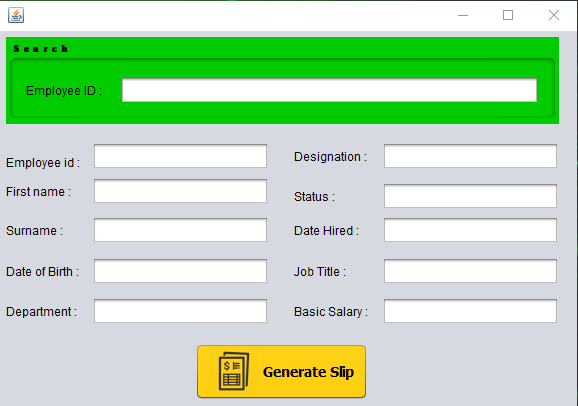 Search
Employee ID :
Employee id :
Designation :
First name :
Status :
Surname :
Date Hired :
Date of Birth :
Job Title :
Department :
Basic Salary :
$
Generate Slip